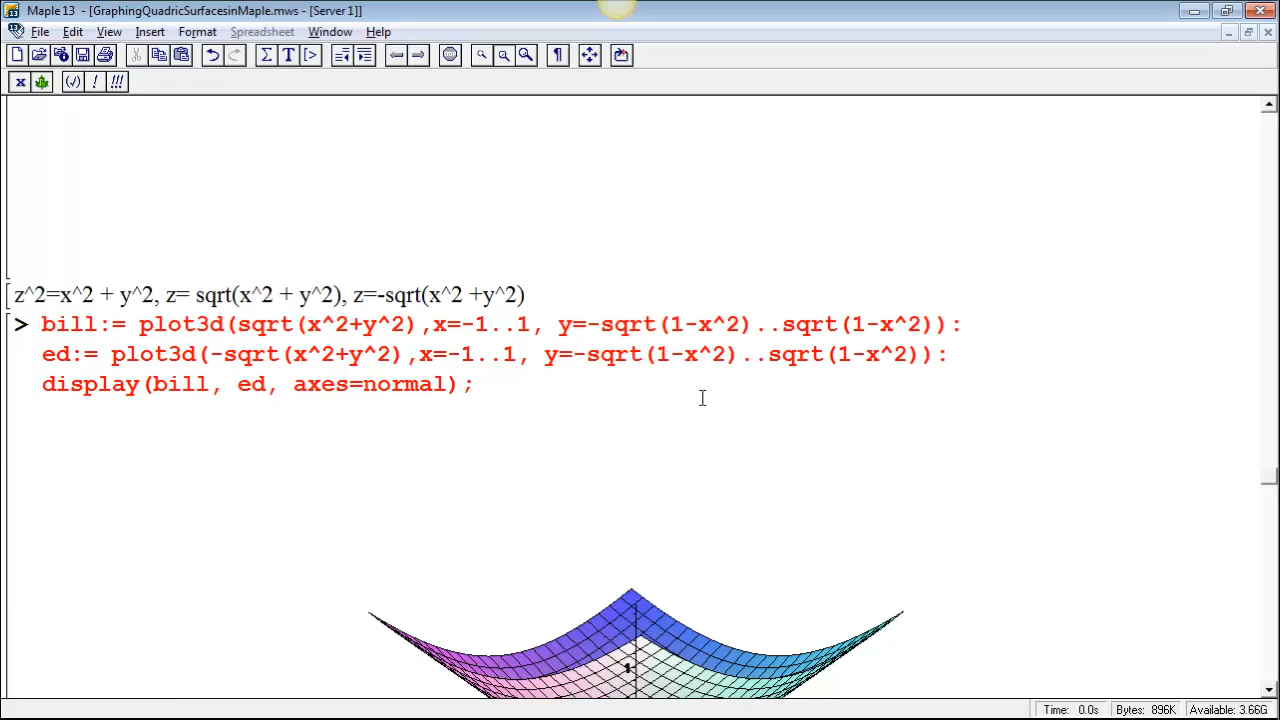 Maple 13 - [GraphingQuadricSurfacesinMaple.mws - [Server 1]]
File Edit View Insert Format Spreadsheet Window Help
z^2=x^2 + y^2, z= sqrt(x^2 + y^2), z=-sqrt(x^2 +y^2)
> bill:= plot3d(sqrt(x^2+y^2),x=-1..1, y=-sqrt(1-x^2)..sqrt(1-x^2)):
ed:= plot3d(-sqrt(x^2+y^2),x=-1..1, y=-sqrt(1-x^2)..sqrt(1-x^2)):
display(bill, ed, axes=normal);
1
Time: 0.0s Bytes: 896K Available: 3.66G